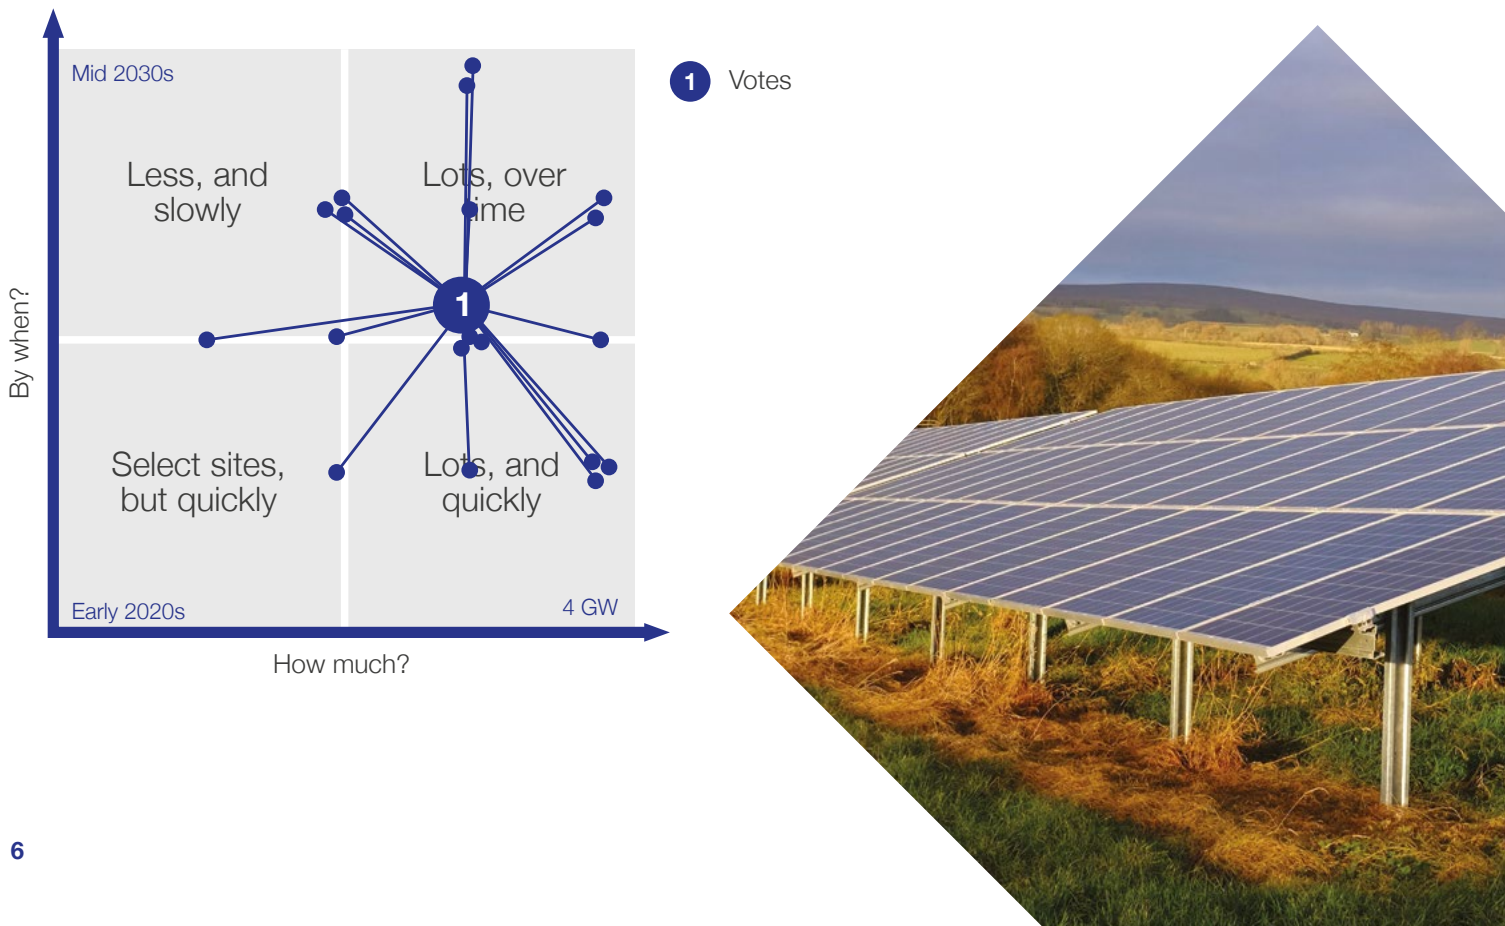 Mid 2030s
1 Votes
Less, and
slowly
Lots, over
time
1
By when?
Select sites,
but quickly
Lots, and
quickly
Early 2020s
4 GW
How much?
6